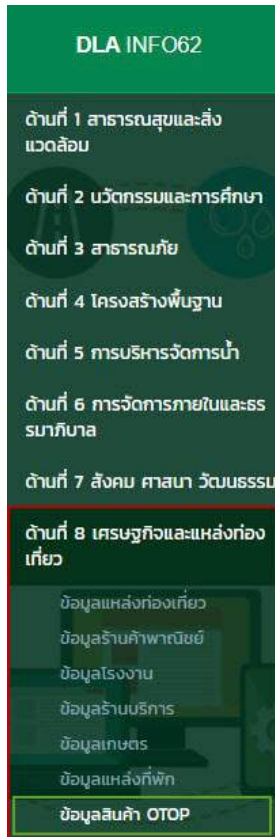 DLA INFO62
ด้านที่ 1 สาธารณสุขและสิ่ง
แวดล้อม
ด้านที่ 2 นวัตกรรมและการศึกษา
ด้านที่ 3 สาธารณภัย
ด้านที่ 4 โครงสร้างพื้นฐาน
ด้านที่ 5 การบริหารจัดการน้ำ
ด้านที่ 6 การจัดการภายในและธร
รมาภิบาล
ด้านที่ 7 สังคม ศาสนา วัฒนธรรม
ด้านที่ 8 เศรษฐกิจและแหล่งท่อง
เที่ยว
ข้อมูลแหล่งท่องเที่ยว
ข้อมูลร้านค้าพาณิชย์
ข้อมูลโรงงาน
ข้อมูลร้านบริการ
ข้อมูลเกษตร
ข้อมูลแหล่งที่พัก
ข้อมูลสินค้า OTOP